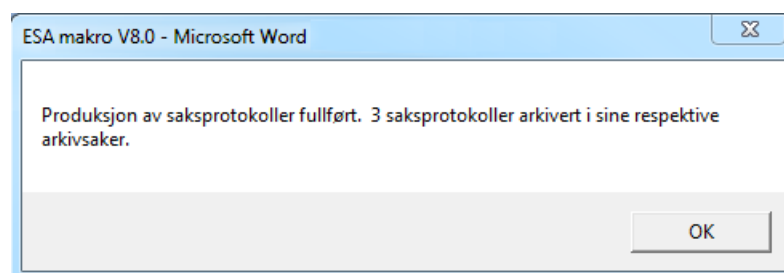 ESA makro V8.0 - Microsoft Word
Produksjon av saksprotokoller fullført.  3 saksprotokoller arkivert i sine respektive
arkivsaker.
OK